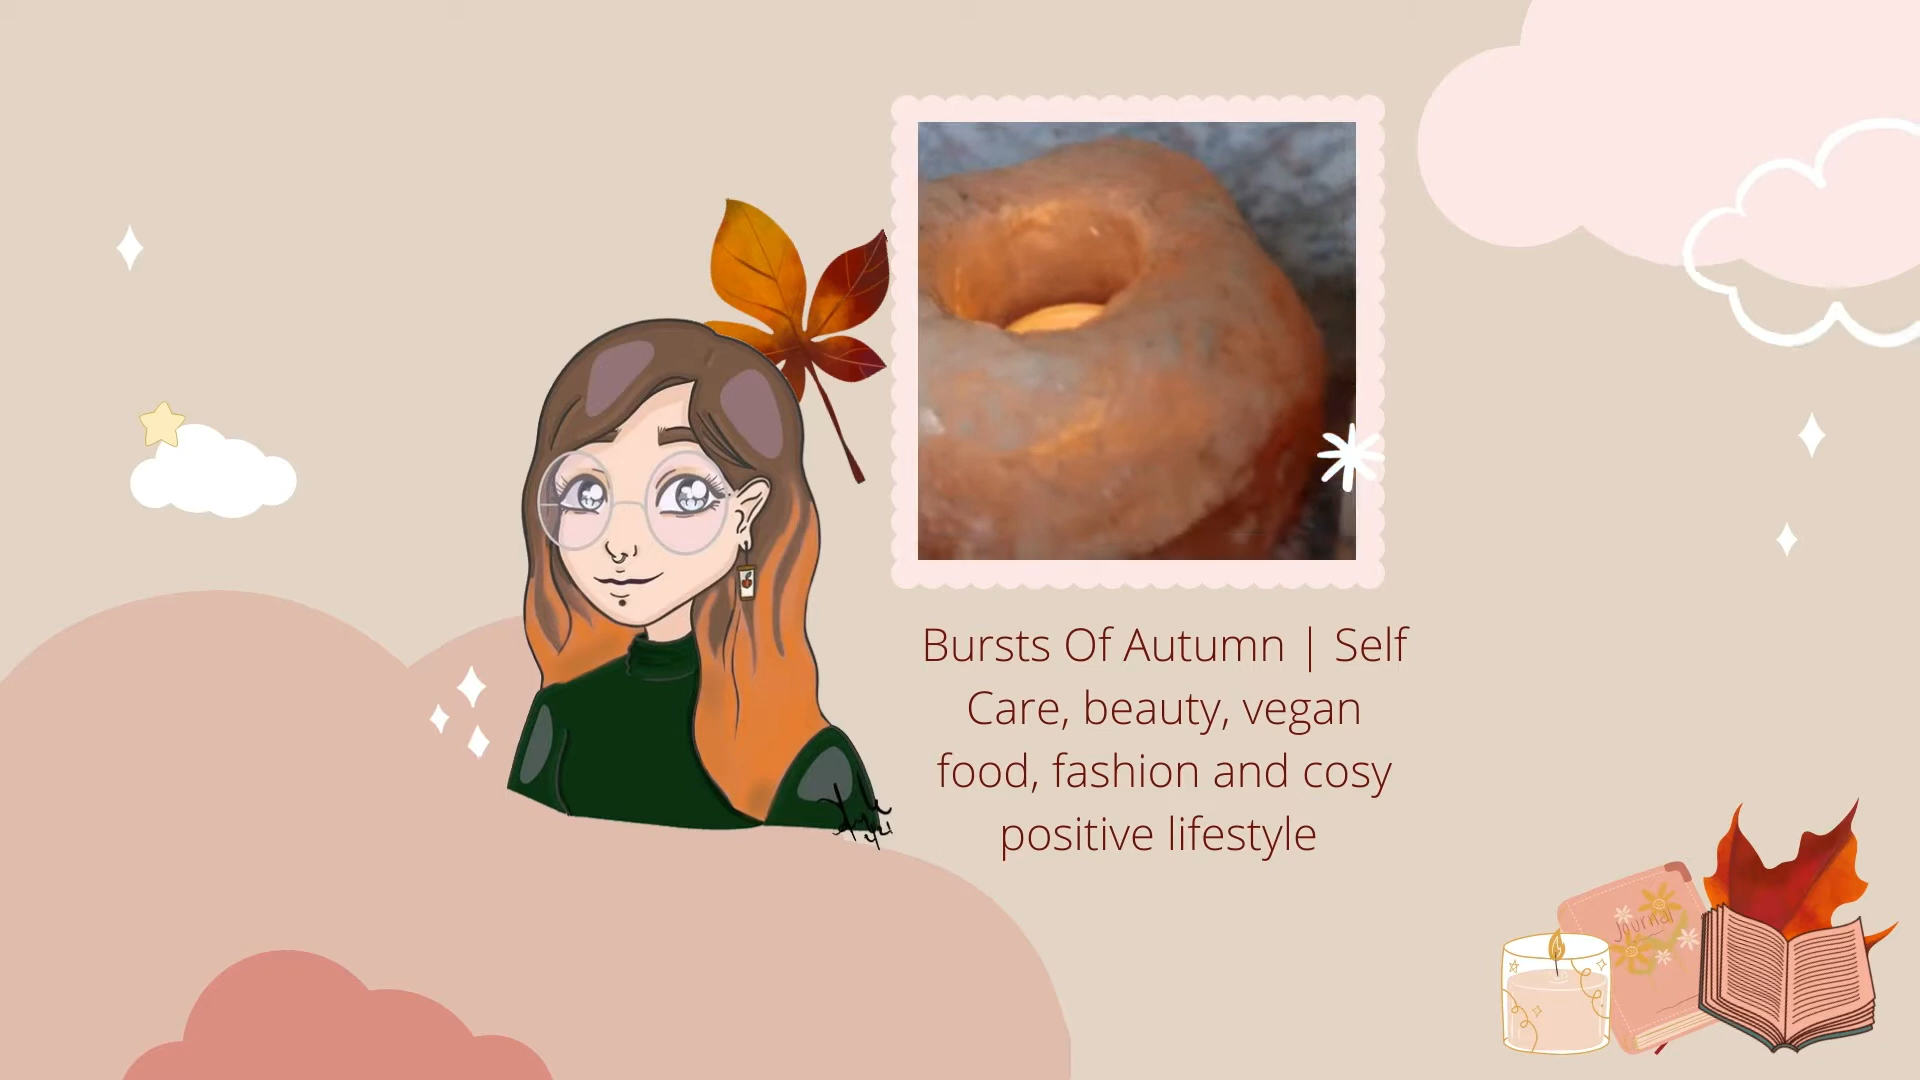 Bursts Of Autumn | Self
Care, beauty, vegan
food, fashion and cosy
positive lifestyle
Journal